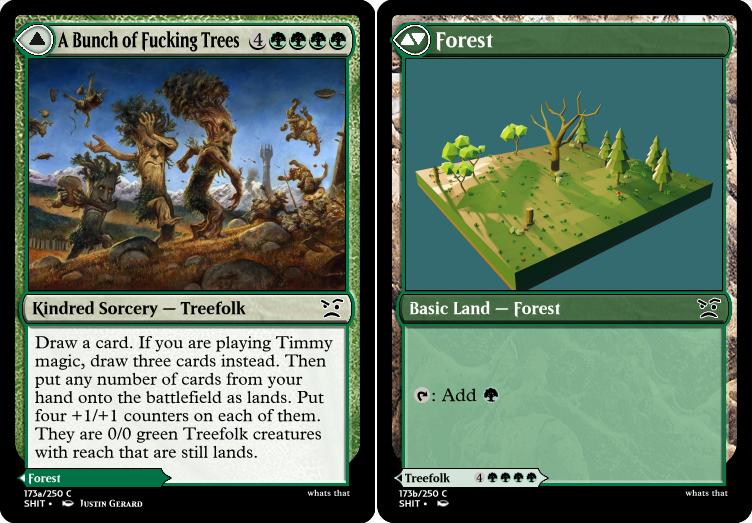 A Bunch of Fucking Trees 4
Kindred Sorcery — Treefolk
Draw a card. If you are playing Timmy
magic, draw three cards instead. Then
put any number of cards from your
hand onto the battlefield as lands. Put
four +1/+1 counters on each of them.
They are 0/0 green Treefolk creatures
with reach that are still lands.
Forest
173a/250 C
SHIT • Justin Gerard
whats that
Forest
Basic Land — Forest
: Add
Treefolk 4
173b/250 C
SHIT •
whats that